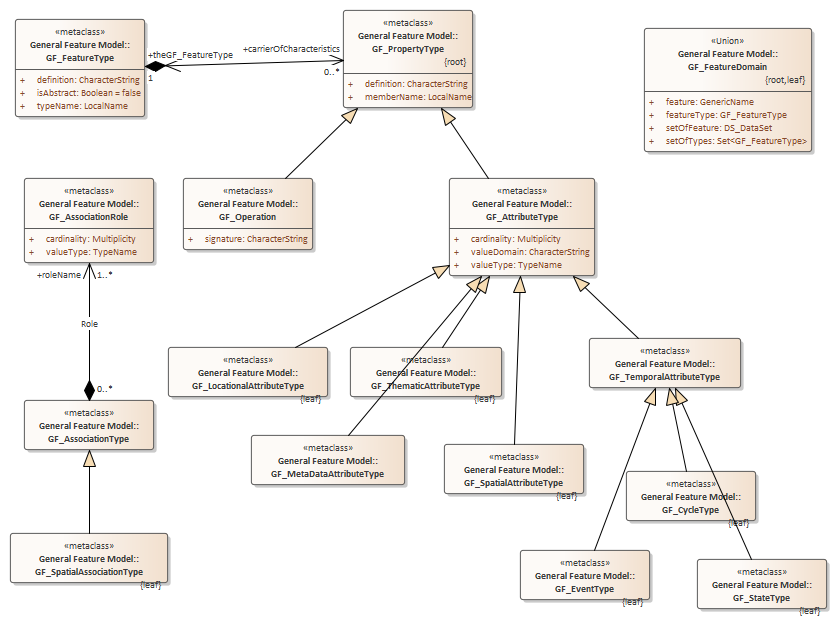 «metaclass»
General Feature Model::
GF_FeatureType
+ definition: CharacterString
+ isAbstract: Boolean = false
+ typeName: LocalName
+theGF_FeatureType
1
+carrierOfCharacteristics
0..*
«metaclass»
General Feature Model::
GF_PropertyType
{root}
+ definition: CharacterString
+ memberName: LocalName
«Union»
General Feature Model::
GF_FeatureDomain
{root,leaf}
+ feature: GenericName
+ featureType: GF_FeatureType
+ setOfFeature: DS_DataSet
+ setOfTypes: Set<GF_FeatureType>
«metaclass»
General Feature Model::
GF_AssociationRole
+ cardinality: Multiplicity
+ valueType: TypeName
«metaclass»
General Feature Model::
GF_Operation
+ signature: CharacterString
«metaclass»
General Feature Model::
GF_AttributeType
+ cardinality: Multiplicity
+ valueDomain: CharacterString
+ valueType: TypeName
+roleName
1..*
Role
0..*
«metaclass»
General Feature Model::
GF_LocationalAttributeType
{leaf}
«metaclass»
General Feature Model::
GF_ThematicAttributeType
{leaf}
«metaclass»
General Feature Model::
GF_TemporalAttributeType
«metaclass»
General Feature Model::
GF_AssociationType
«metaclass»
General Feature Model::
GF_MetaDataAttributeType
«metaclass»
General Feature Model::
GF_SpatialAttributeType
{leaf}
«metaclass»
General Feature Model::
GF_CycleType
{leaf}
«metaclass»
General Feature Model::
GF_SpatialAssociationType
{leaf}
«metaclass»
General Feature Model::
GF_EventType
{leaf}
«metaclass»
General Feature Model::
GF_StateType
{leaf}